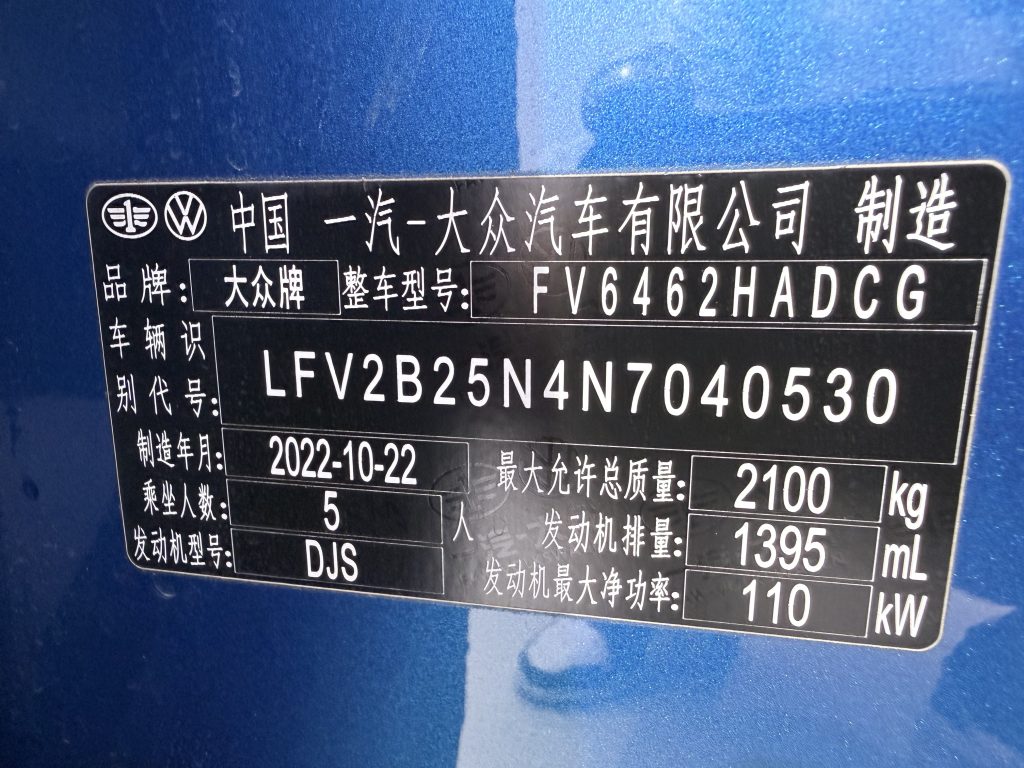 中国 一汽-大众汽车有限公司 制造
品牌: 大众牌 整车型号: FV6462HADCG
车辆识别代号: LFV2B25N4N7040530
制造年月: 2022-10-22 最大允许总质量: 2100 kg
乘坐人数: 5 人 发动机排量: 1395 mL
发动机型号: DJS 发动机最大净功率: 110 kW